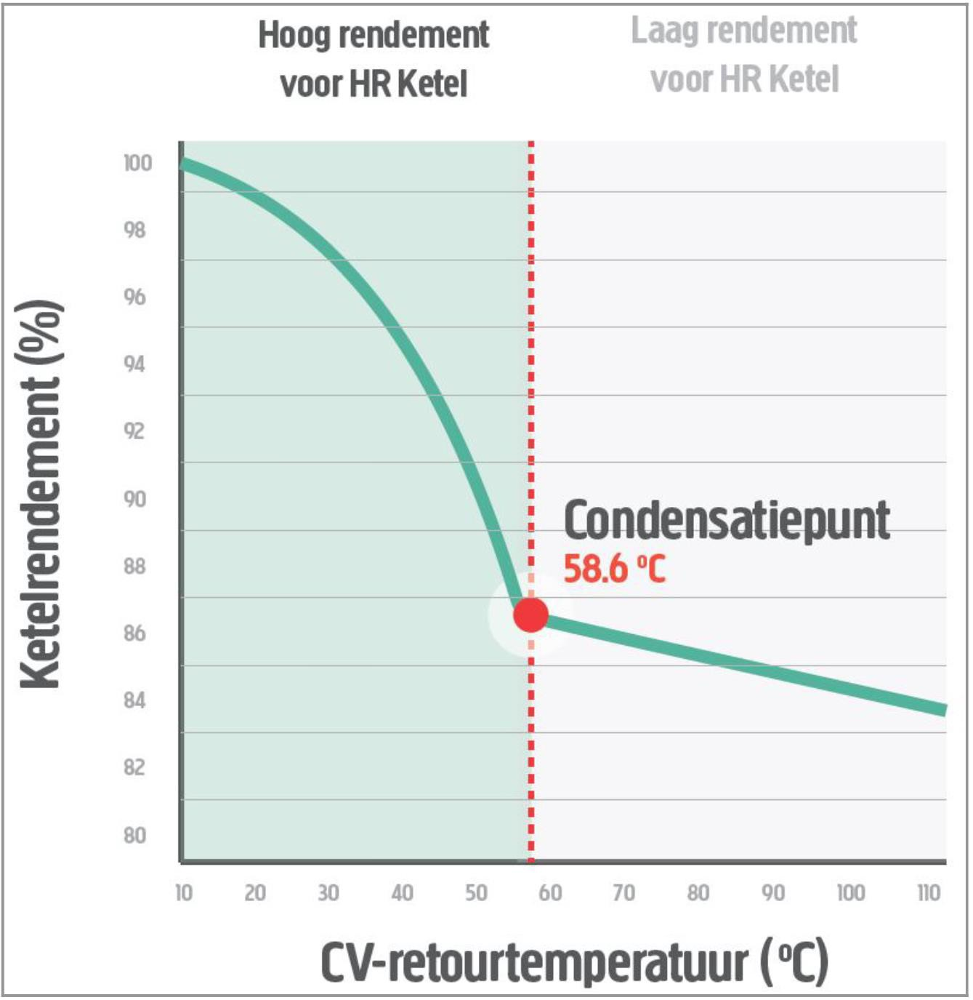 Hoog rendement
voor HR Ketel
Laag rendement
voor HR Ketel
100
98
96
94
92
90
88
86
84
82
80
Ketelrendement (%)
Condensatiepunt
58.6 ºC
10 20 30 40 50 60 70 80 90 100 110
CV-retourtemperatuur (ºC)